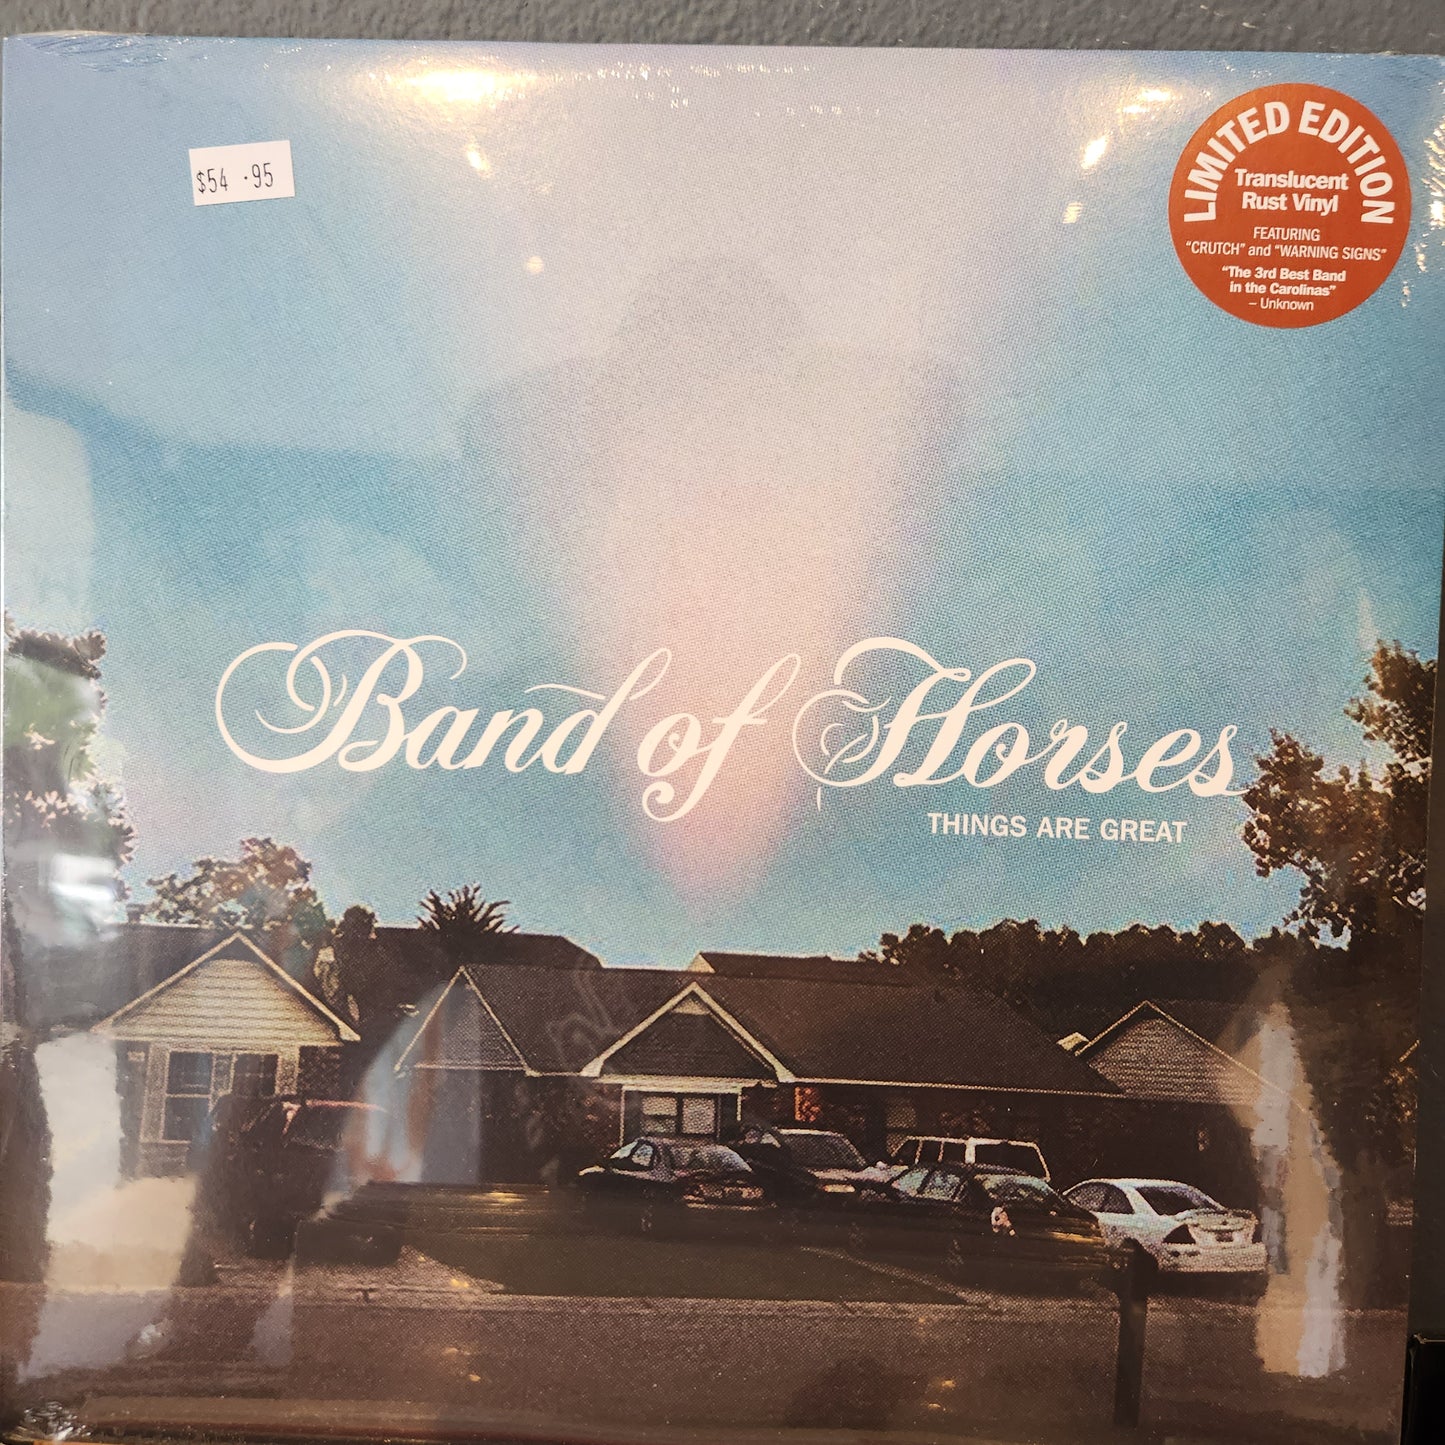 $54 .95
LIMITED EDITION
Translucent
Rust Vinyl
FEATURING
"CRUTCH" and "WARNING SIGNS"
"The 3rd Best Band
in the Carolinas"
– Unknown
Band of Horses
THINGS ARE GREAT